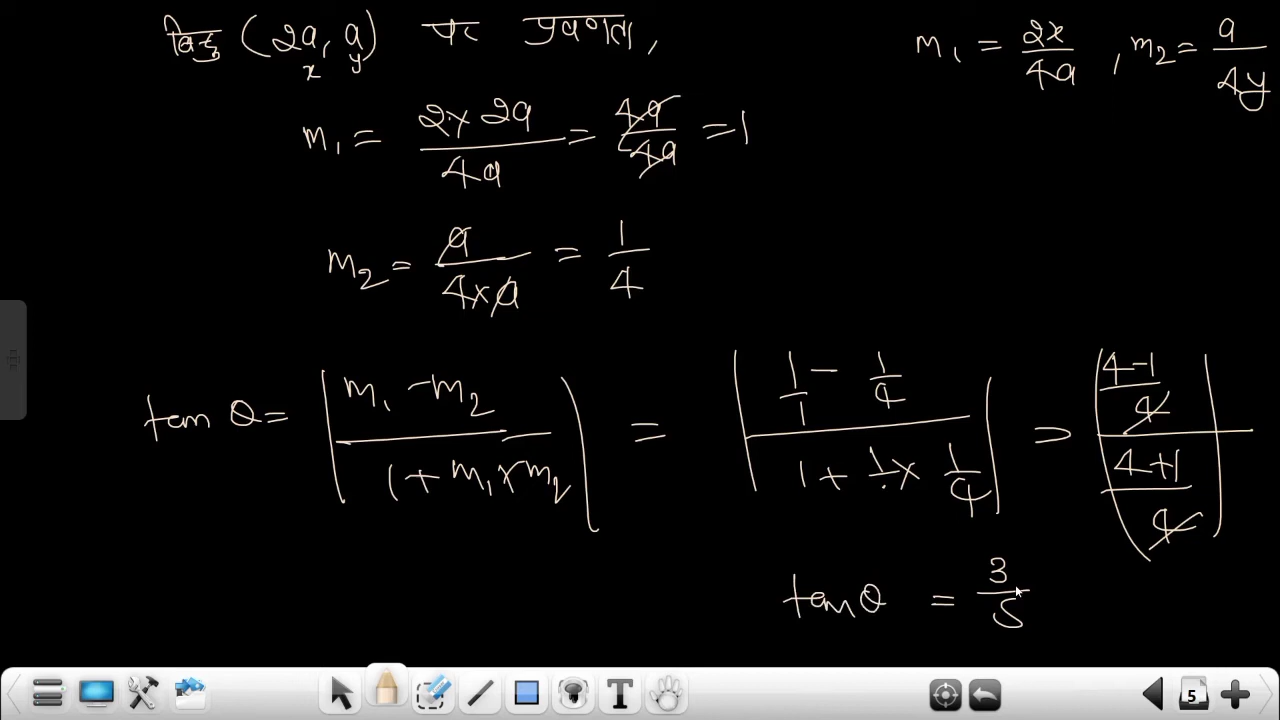 बिन्दु (2a, a) पर प्रवणता, m₁ = 2x/4a , m₂ = a/4y
x y
m₁ = 2×2a/4a = 4a/4a = 1
m₂ = a/4×a = 1/4
tan θ = |m₁ - m₂ / 1 + m₁×m₂| = |1/1 - 1/4 / 1 + 1/1 × 1/4| = |4-1/4 / 4+1/4|
tan θ = 3/5
T 5